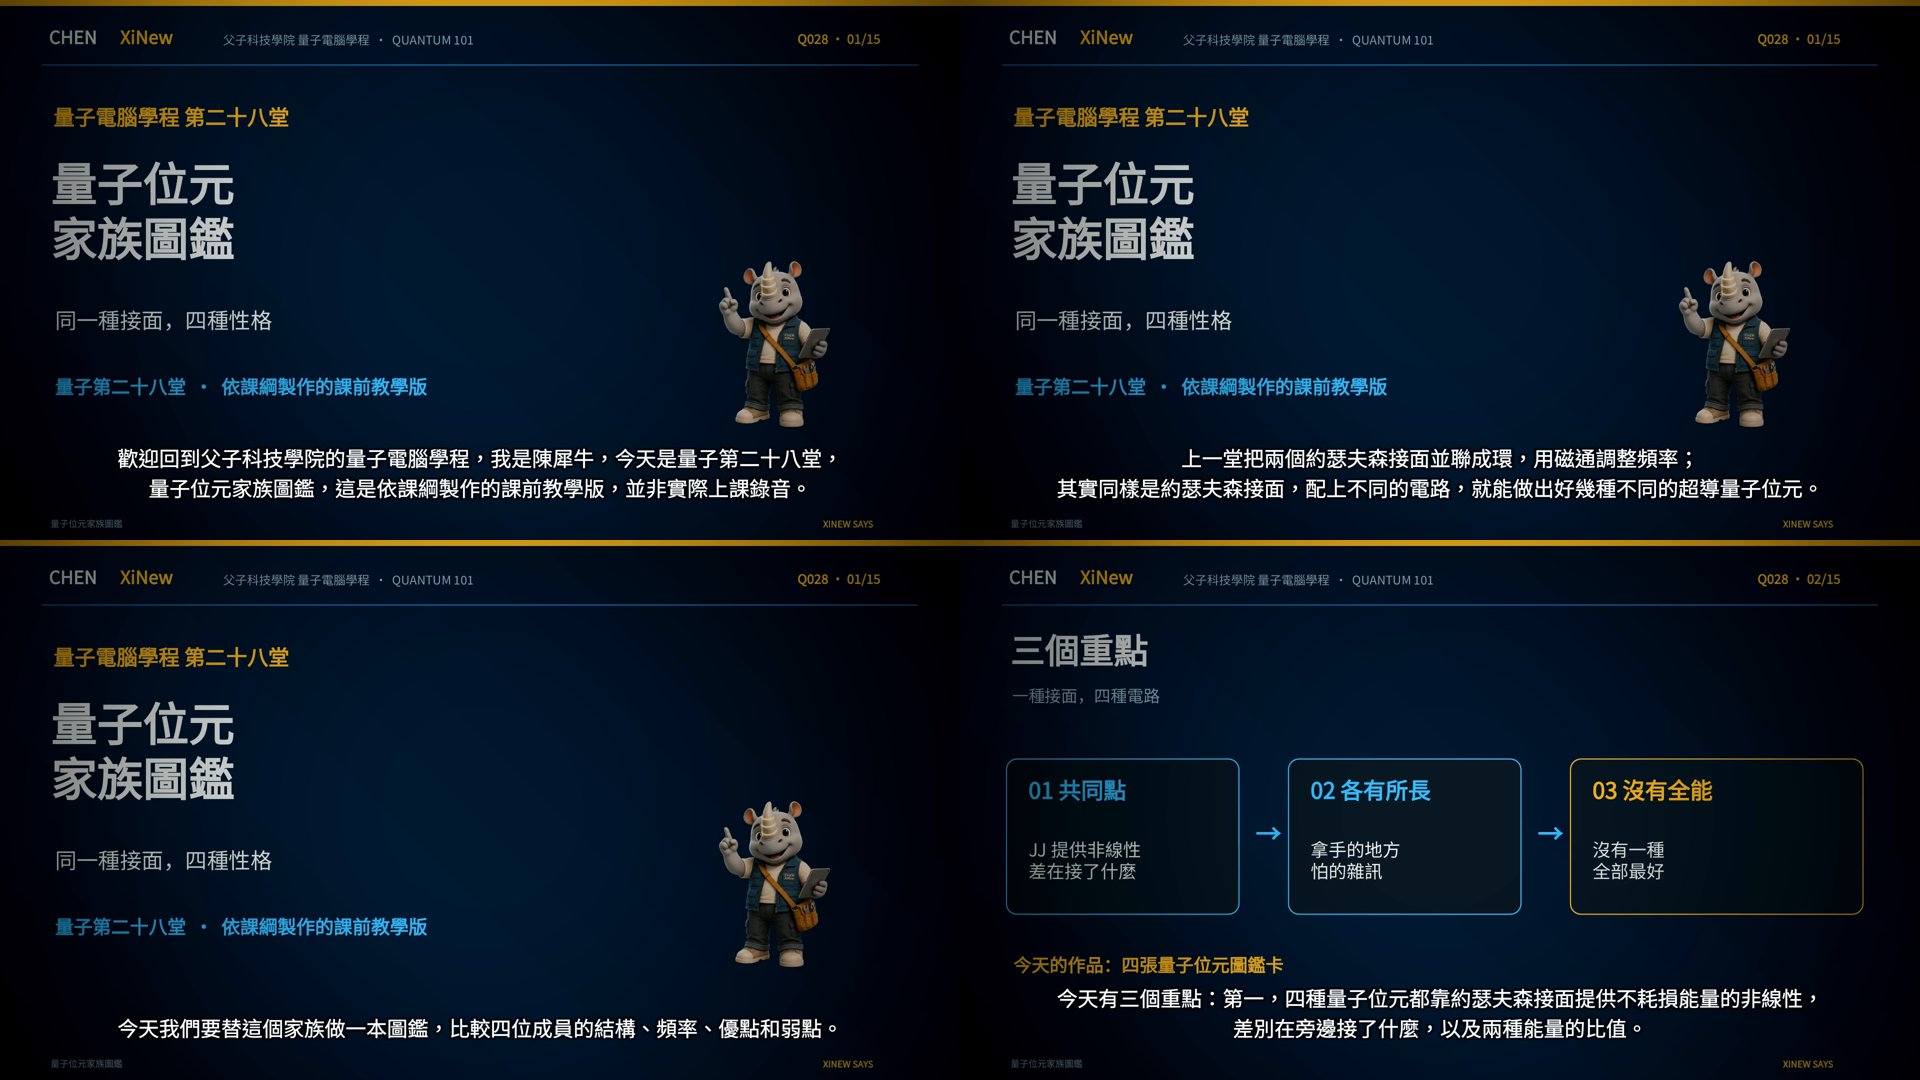 CHEN XiNew 父子科技學院 量子電腦學程 · QUANTUM 101 Q028 · 01/15
量子電腦學程 第二十八堂
量子位元
家族圖鑑
同一種接面，四種性格
量子第二十八堂 · 依課綱製作的課前教學版
歡迎回到父子科技學院的量子電腦學程，我是陳犀牛，今天是量子第二十八堂，
量子位元家族圖鑑，這是依課綱製作的課前教學版，並非實際上課錄音。
量子位元家族圖鑑 XINEW SAYS
CHEN XiNew 父子科技學院 量子電腦學程 · QUANTUM 101 Q028 · 01/15
量子電腦學程 第二十八堂
量子位元
家族圖鑑
同一種接面，四種性格
量子第二十八堂 · 依課綱製作的課前教學版
上一堂把兩個約瑟夫森接面並聯成環，用磁通調整頻率；
其實同樣是約瑟夫森接面，配上不同的電路，就能做出好幾種不同的超導量子位元。
量子位元家族圖鑑 XINEW SAYS
CHEN XiNew 父子科技學院 量子電腦學程 · QUANTUM 101 Q028 · 01/15
量子電腦學程 第二十八堂
量子位元
家族圖鑑
同一種接面，四種性格
量子第二十八堂 · 依課綱製作的課前教學版
今天我們要替這個家族做一本圖鑑，比較四位成員的結構、頻率、優點和弱點。
量子位元家族圖鑑 XINEW SAYS
CHEN XiNew 父子科技學院 量子電腦學程 · QUANTUM 101 Q028 · 02/15
三個重點
一種接面，四種電路
01 共同點
JJ 提供非線性
差在接了什麼
→
02 各有所長
拿手的地方
怕的雜訊
→
03 沒有全能
沒有一種
全部最好
今天的作品：四張量子位元圖鑑卡
今天有三個重點：第一，四種量子位元都靠約瑟夫森接面提供不耗損能量的非線性，
差別在旁邊接了什麼，以及兩種能量的比值。
量子位元家族圖鑑 XINEW SAYS